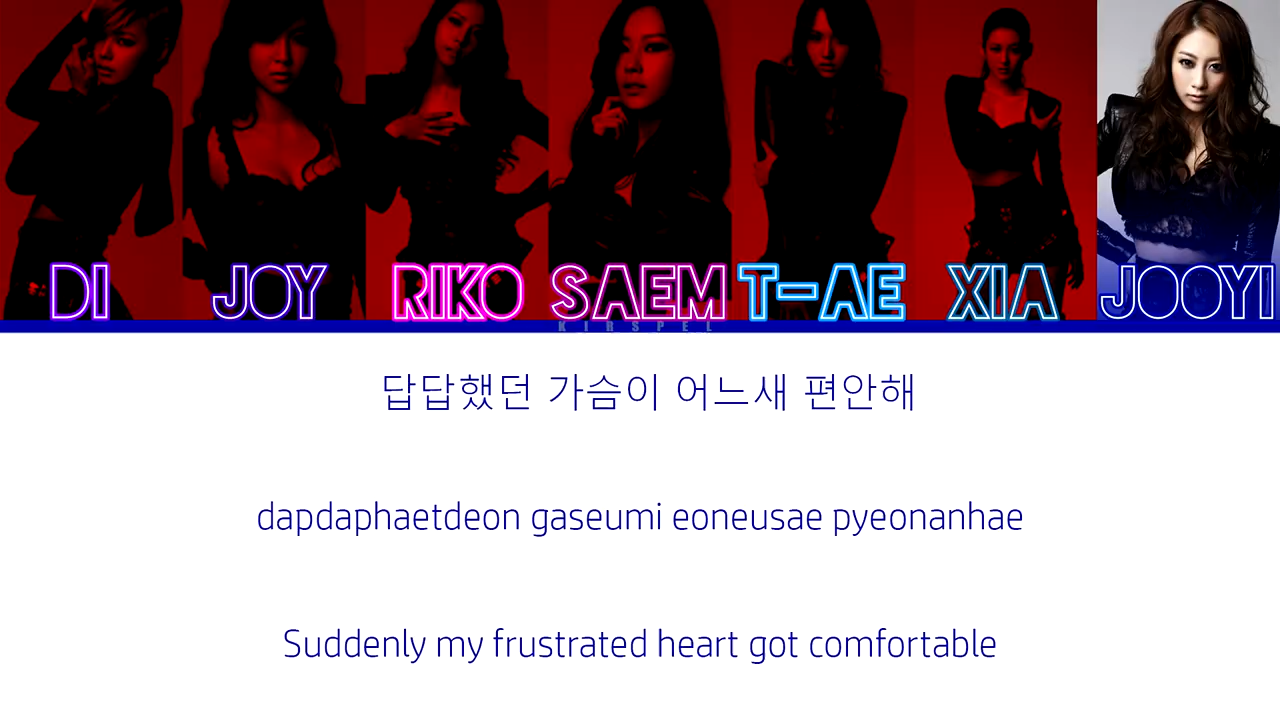 DI JOY RIKO SAEM T-AE XIA JOOYI
KIRSPEL
답답했던 가슴이 어느새 편안해
dapdaphaetdeon gaseumi eoneusae pyeonanhae
Suddenly my frustrated heart got comfortable